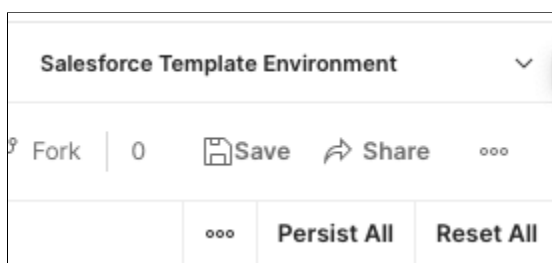 Salesforce Template Environment
Fork 0 Save Share
Persist All Reset All